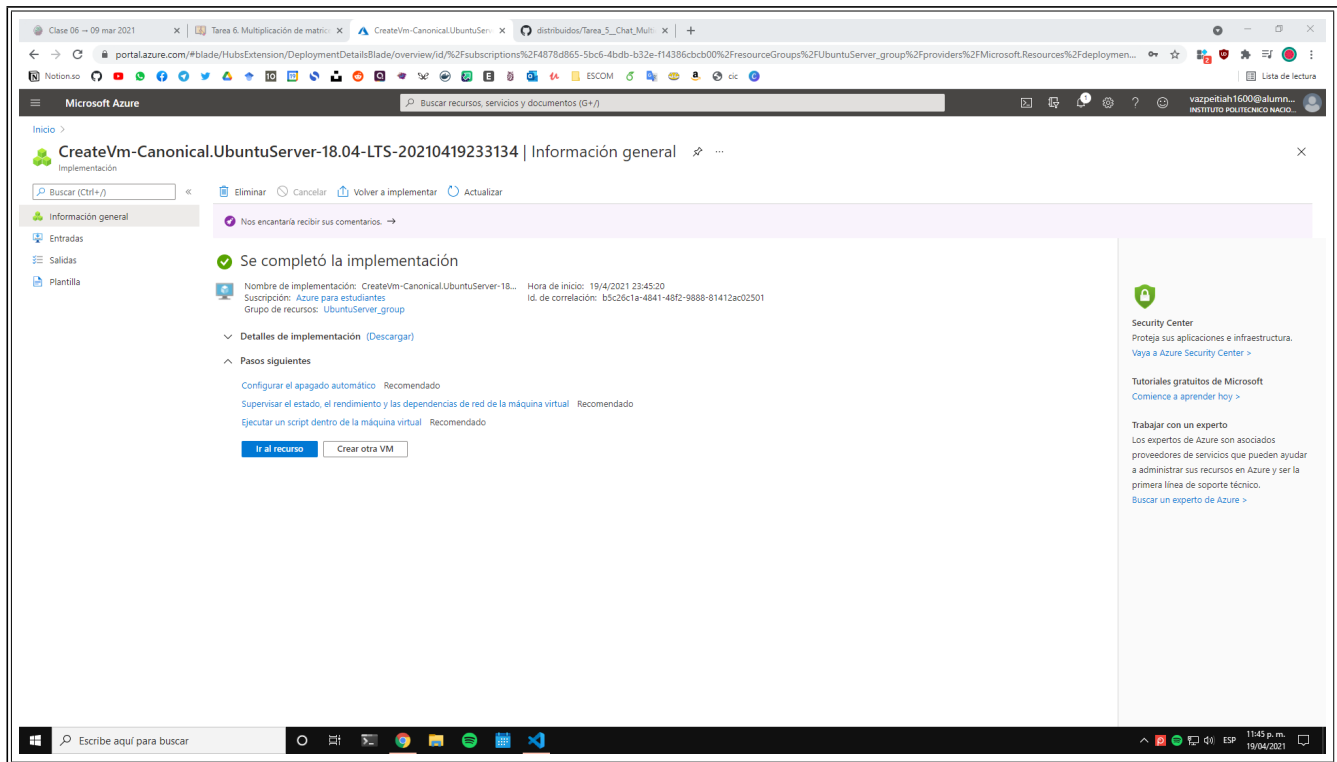 Clase 06 -- 09 mar 2021
Tarea 6. Multiplicación de matric
CreateVm-Canonical.UbuntuServ
distribuidos/Tarea_5__Chat_Multi
portal.azure.com/#blade/HubsExtension/DeploymentDetailsBlade/overview/id/%2Fsubscriptions%2F4878d865-5bc6-4bdb-b32e-f14386cbcb00%2FresourceGroups%2FUbuntuServer_group%2Fproviders%2FMicrosoft.Resources%2Fdeploymen...
Notion.so
ESCOM
cic
Lista de lectura
Microsoft Azure
Buscar recursos, servicios y documentos (G+/)
vazpeitiah1600@alumn...
INSTITUTO POLITECNICO NACIO...
Inicio >
CreateVm-Canonical.UbuntuServer-18.04-LTS-20210419233134 | Información general
Implementación
Buscar (Ctrl+/)
«
Eliminar
Cancelar
Volver a implementar
Actualizar
Información general
Entradas
Salidas
Plantilla
Nos encantaría recibir sus comentarios. →
Se completó la implementación
Nombre de implementación: CreateVm-Canonical.UbuntuServer-18...
Suscripción: Azure para estudiantes
Grupo de recursos: UbuntuServer_group
Hora de inicio: 19/4/2021 23:45:20
Id. de correlación: b5c26c1a-4841-48f2-9888-81412ac02501
Detalles de implementación (Descargar)
Pasos siguientes
Configurar el apagado automático Recomendado
Supervisar el estado, el rendimiento y las dependencias de red de la máquina virtual Recomendado
Ejecutar un script dentro de la máquina virtual Recomendado
Ir al recurso
Crear otra VM
Security Center
Proteja sus aplicaciones e infraestructura.
Vaya a Azure Security Center >
Tutoriales gratuitos de Microsoft
Comience a aprender hoy >
Trabajar con un experto
Los expertos de Azure son asociados
proveedores de servicios que pueden ayudar
a administrar sus recursos en Azure y ser la
primera línea de soporte técnico.
Buscar un experto de Azure >
Escribe aquí para buscar
ESP
11:45 p. m.
19/04/2021